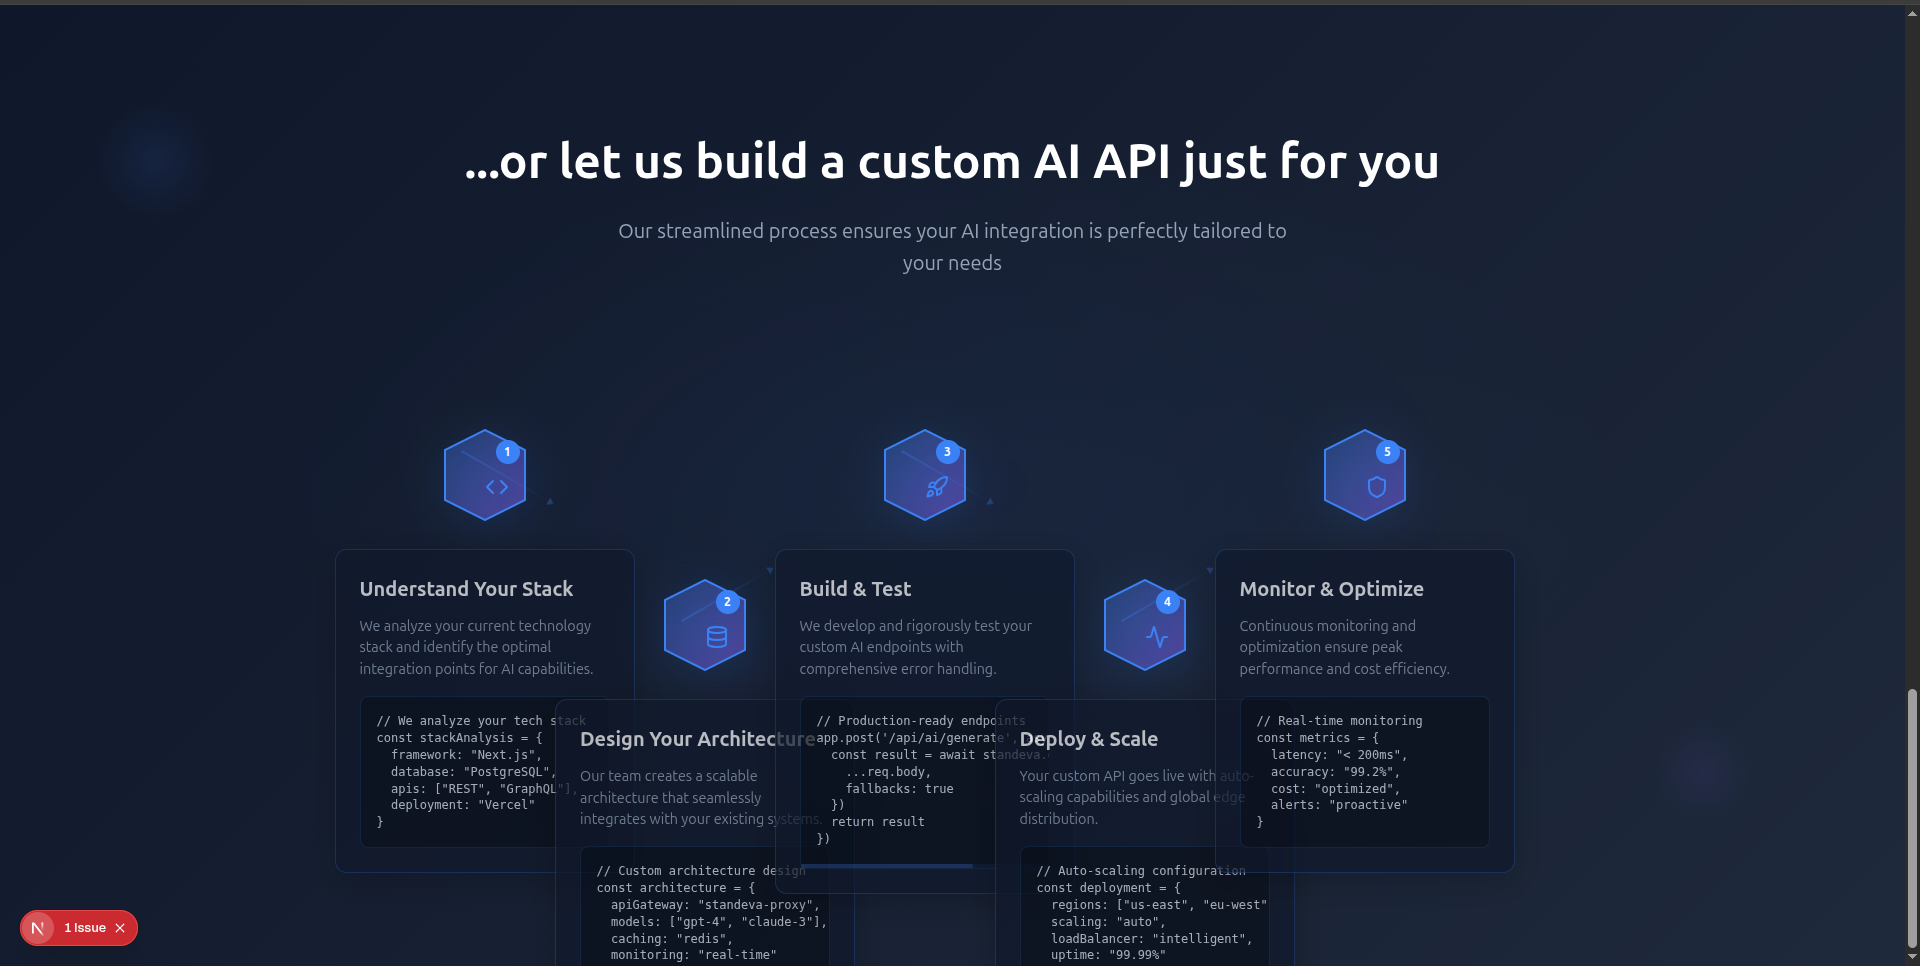 ...or let us build a custom AI API just for you
Our streamlined process ensures your AI integration is perfectly tailored to
your needs
1
3
5
Understand Your Stack
We analyze your current technology
stack and identify the optimal
integration points for AI capabilities.
// We analyze your tech stack
const stackAnalysis = {
framework: "Next.js",
database: "PostgreSQL",
apis: ["REST", "GraphQL"],
deployment: "Vercel"
}
2
Design Your Architecture
Our team creates a scalable
architecture that seamlessly
integrates with your existing systems.
// Custom architecture design
const architecture = {
apiGateway: "standeva-proxy",
models: ["gpt-4", "claude-3"],
caching: "redis",
monitoring: "real-time"
Build & Test
We develop and rigorously test your
custom AI endpoints with
comprehensive error handling.
// Production-ready endpoints
app.post('/api/ai/generate',
const result = await standeva.
...req.body,
fallbacks: true
})
return result
})
4
Deploy & Scale
Your custom API goes live with auto-
scaling capabilities and global edge
distribution.
// Auto-scaling configuration
const deployment = {
regions: ["us-east", "eu-west"
scaling: "auto",
loadBalancer: "intelligent",
uptime: "99.99%"
Monitor & Optimize
Continuous monitoring and
optimization ensure peak
performance and cost efficiency.
// Real-time monitoring
const metrics = {
latency: "< 200ms",
accuracy: "99.2%",
cost: "optimized",
alerts: "proactive"
}
N 1 Issue